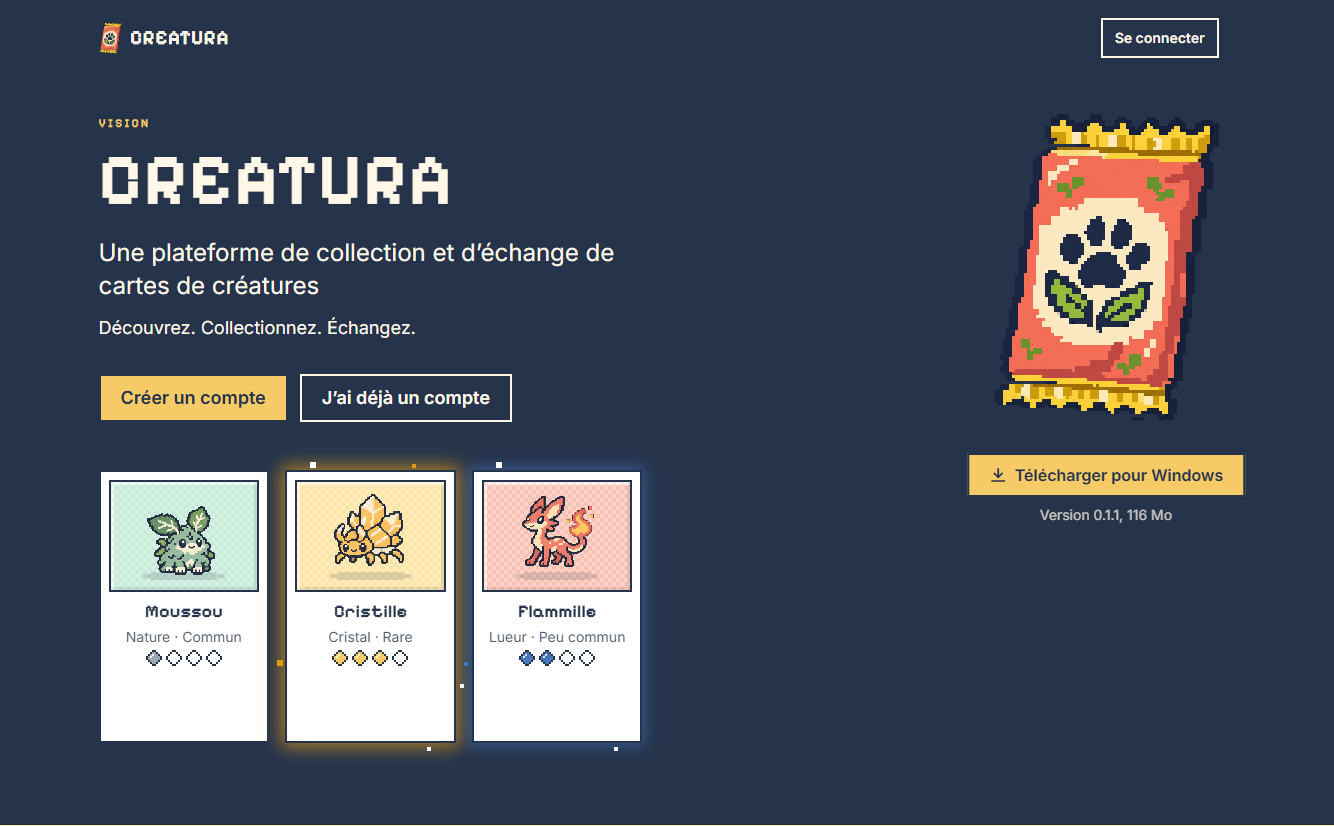 CREATURA
Se connecter
VISION
CREATURA
Une plateforme de collection et d’échange de
cartes de créatures
Découvrez. Collectionnez. Échangez.
Créer un compte
J’ai déjà un compte
Télécharger pour Windows
Version 0.1.1, 116 Mo
Moussou
Nature · Commun
Cristille
Cristal · Rare
Flammille
Lueur · Peu commun